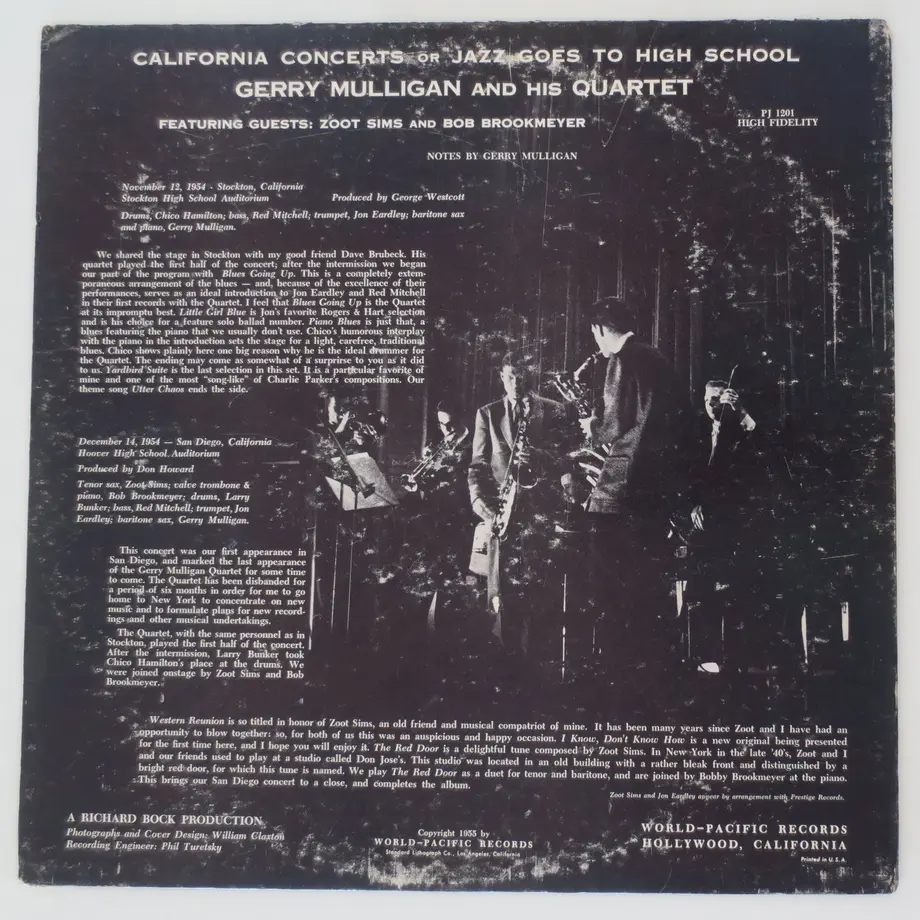 CALIFORNIA CONCERTS OR JAZZ GOES TO HIGH SCHOOL
GERRY MULLIGAN AND HIS QUARTET
FEATURING GUESTS: ZOOT SIMS AND BOB BROOKMEYER
PJ 1201
HIGH FIDELITY
NOTES BY GERRY MULLIGAN
November 12, 1954 - Stockton, California
Stockton High School Auditorium Produced by George Westcott
Drums, Chico Hamilton; bass, Red Mitchell; trumpet, Jon Eardley; baritone sax
and piano, Gerry Mulligan.
We shared the stage in Stockton with my good friend Dave Brubeck. His
quartet played the first half of the concert; after the intermission we began
our part of the program with Blues Going Up. This is a completely extem-
poraneous arrangement of the blues — and, because of the excellence of their
performances, serves as an ideal introduction to Jon Eardley and Red Mitchell
in their first records with the Quartet. I feel that Blues Going Up is the Quartet
at its impromptu best. Little Girl Blue is Jon's favorite Rogers & Hart selection
and is his choice for a feature solo ballad number. Piano Blues is just that, a
blues featuring the piano that we usually don't use. Chico's humorous interplay
with the piano in the introduction sets the stage for a light, carefree, traditional
blues. Chico shows plainly here one big reason why he is the ideal drummer for
the Quartet. The ending may come as somewhat of a surprirse to you as it did
to us. Yardbird Suite is the last selection in this set. It is a particular favorite of
mine and one of the most "song-like" of Charlie Parker's compositions. Our
theme song Utter Chaos ends the side.
December 14, 1954 — San Diego, California
Hoover High School Auditorium
Produced by Don Howard
Tenor sax, Zoot Sims; valve trombone &
piano, Bob Brookmeyer; drums, Larry
Bunker; bass, Red Mitchell; trumpet, Jon
Eardley; baritone sax, Gerry Mulligan.
This concert was our first appearance in
San Diego, and marked the last appearance
of the Gerry Mulligan Quartet for some time
to come. The Quartet has been disbanded for
a period of six months in order for me to go
home to New York to concentrate on new
music and to formulate plaps for new record-
ings and other musical undertakings.
The Quartet, with the same personnel as in
Stockton, played the first half of the concert.
After the intermission, Larry Bunker took
Chico Hamilton's place at the drums. We
were joined onstage by Zoot Sims and Bob
Brookmeyer.
Western Reunion is so titled in honor of Zoot Sims, an old friend and musical compatriot of mine. It has been many years since Zoot and I have had an
opportunity to blow together: so, for both of us this was an auspicious and happy occasion. I Know, Don't Know How is a new original being presented
for the first time here, and I hope you will enjoy it. The Red Door is a delightful tune composed by Zoot Sims. In New York in the late '40's, Zoot and I
and our friends used to play at a studio called Don Jose's. This studio was located in an old building with a rather bleak front and distinguished by a
bright red door, for which this tune is named. We play The Red Door as a duet for tenor and baritone, and are joined by Bobby Brookmeyer at the piano.
This brings our San Diego concert to a close, and completes the album.
Zoot Sims and Jon Eardley appear by arrangement with Prestige Records.
A RICHARD BOCK PRODUCTION
Photographs and Cover Design: William Claxton
Recording Engineer: Phil Turetsky
Copyright 1955 by
WORLD-PACIFIC RECORDS
Standard Lithograph Co., Los Angeles, California
WORLD-PACIFIC RECORDS
HOLLYWOOD, CALIFORNIA
Printed in U.S.A.